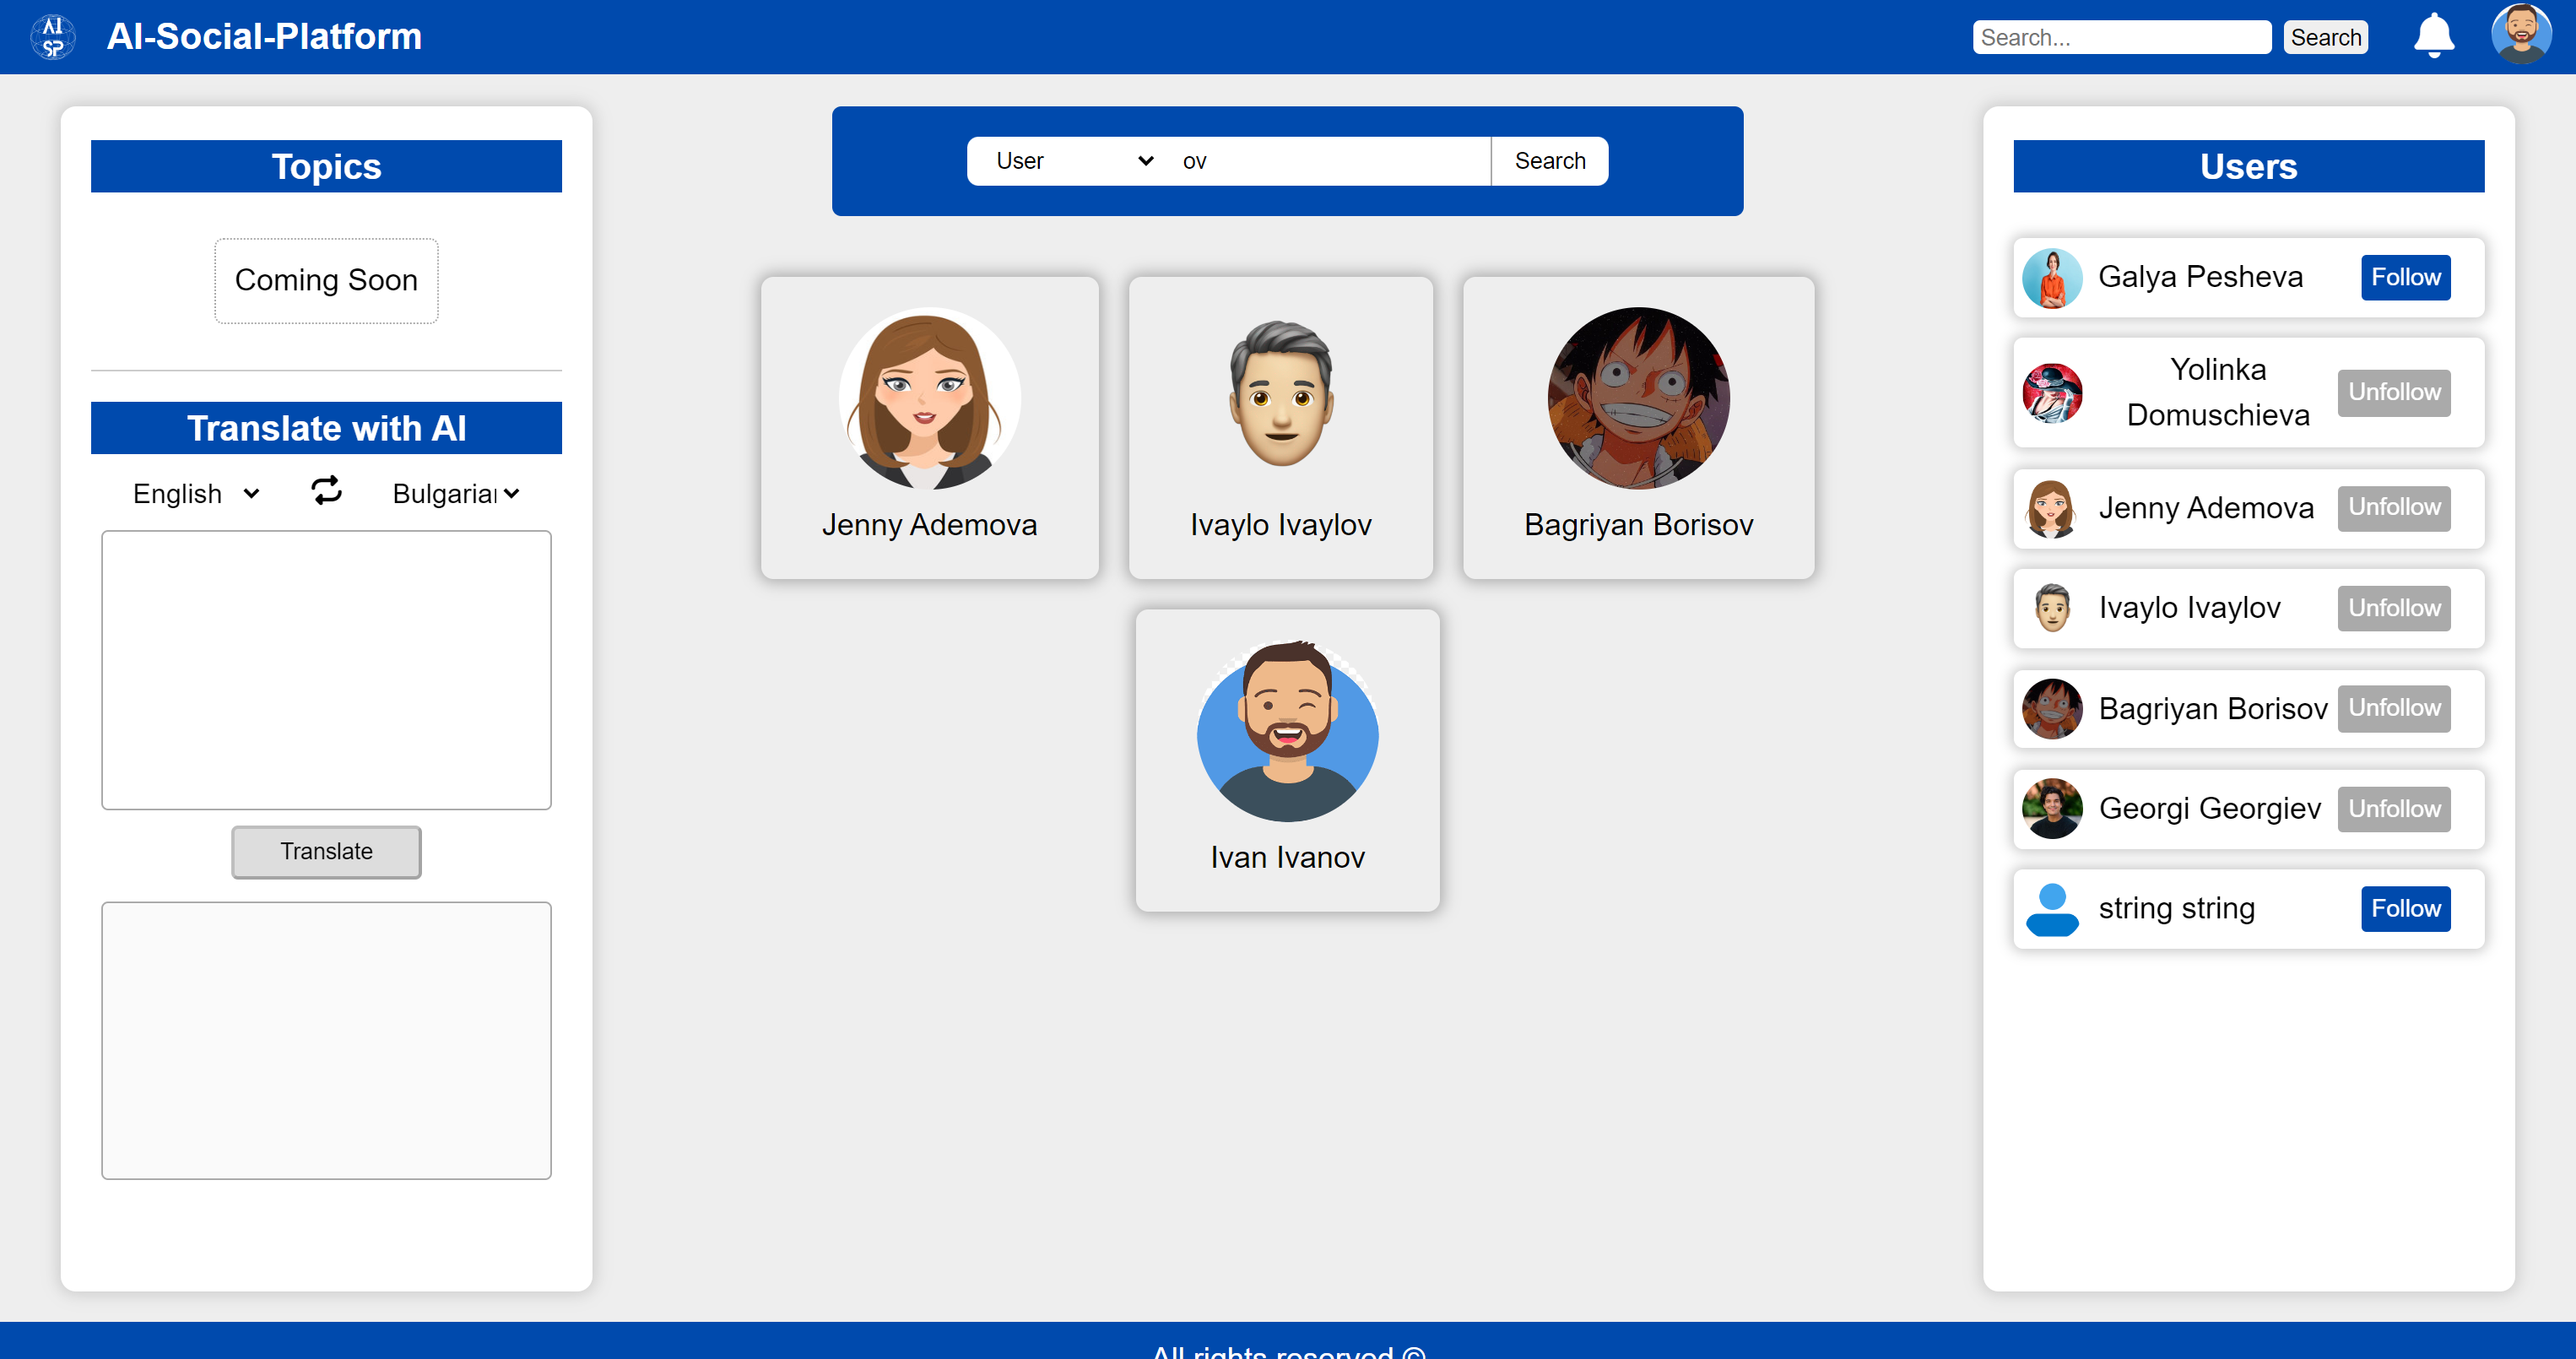 AI
SP
AI-Social-Platform
Search...
Search
Topics
Coming Soon
Translate with AI
English
Bulgarian
Translate
User
ov
Search
Jenny Ademova
Ivaylo Ivaylov
Bagriyan Borisov
Ivan Ivanov
Users
Galya Pesheva
Follow
Yolinka
Domuschieva
Unfollow
Jenny Ademova
Unfollow
Ivaylo Ivaylov
Unfollow
Bagriyan Borisov
Unfollow
Georgi Georgiev
Unfollow
string string
Follow
All rights reserved ©